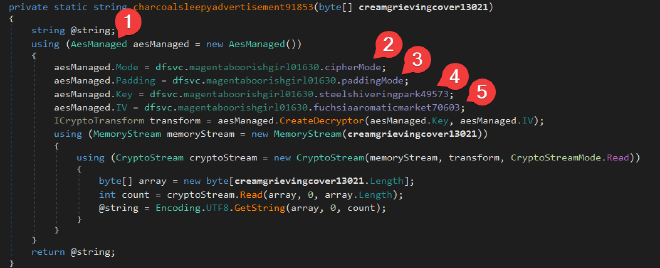 private static string charcoalsleepyadvertisement91853(byte[] creamgrievingcover13021)
{
1
string @string;
using (AesManaged aesManaged = new AesManaged())
{
2
aesManaged.Mode = dfsvc.magentaboorishgirl01630.cipherMode;
3
aesManaged.Padding = dfsvc.magentaboorishgirl01630.paddingMode;
4
aesManaged.Key = dfsvc.magentaboorishgirl01630.steelshiveringpark49573;
5
aesManaged.IV = dfsvc.magentaboorishgirl01630.fuchsiaaromaticmarket70603;
ICryptoTransform transform = aesManaged.CreateDecryptor(aesManaged.Key, aesManaged.IV);
using (MemoryStream memoryStream = new MemoryStream(creamgrievingcover13021))
{
using (CryptoStream cryptoStream = new CryptoStream(memoryStream, transform, CryptoStreamMode.Read))
{
byte[] array = new byte[creamgrievingcover13021.Length];
int count = cryptoStream.Read(array, 0, array.Length);
@string = Encoding.UTF8.GetString(array, 0, count);
}
}
}
return @string;
}